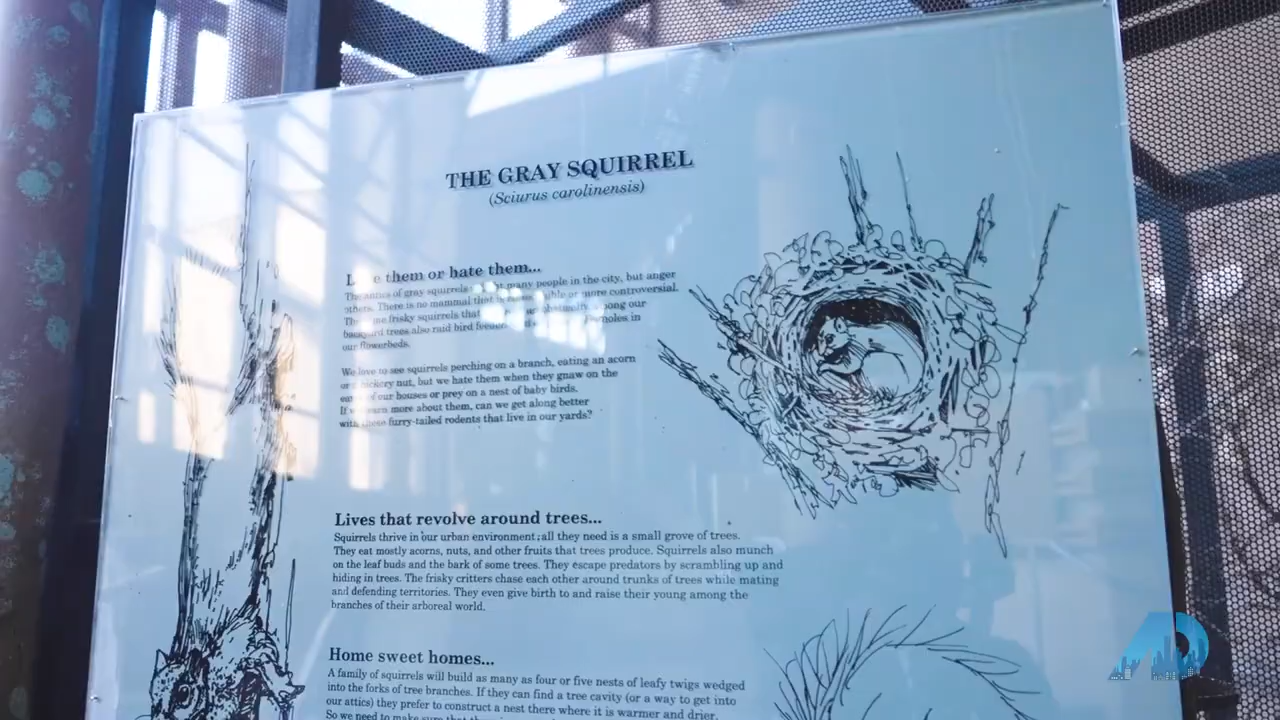 THE GRAY SQUIRREL
(Sciurus carolinensis)
them or hate them...
The antics of gray squirrels many people in the city, but anger
others. There is no mammal that is more or more controversial.
The frisky squirrels that among our
backyard trees also raid bird holes in
our flowerbeds.
We love to see squirrels perching on a branch, eating an acorn
or hickory nut, but we hate them when they gnaw on the
of our houses or prey on a nest of baby birds.
If we learn more about them, can we get along better
with these furry-tailed rodents that live in our yards?
Lives that revolve around trees...
Squirrels thrive in our urban environment; all they need is a small grove of trees.
They eat mostly acorns, nuts, and other fruits that trees produce. Squirrels also munch
on the leaf buds and the bark of some trees. They escape predators by scrambling up and
hiding in trees. The frisky critters chase each other around trunks of trees while mating
and defending territories. They even give birth to and raise their young among the
branches of their arboreal world.
Home sweet homes...
A family of squirrels will build as many as four or five nests of leafy twigs wedged
into the forks of tree branches. If they can find a tree cavity (or a way to get into
our attics) they prefer to construct a nest there where it is warmer and drier.
So we need to make sure that